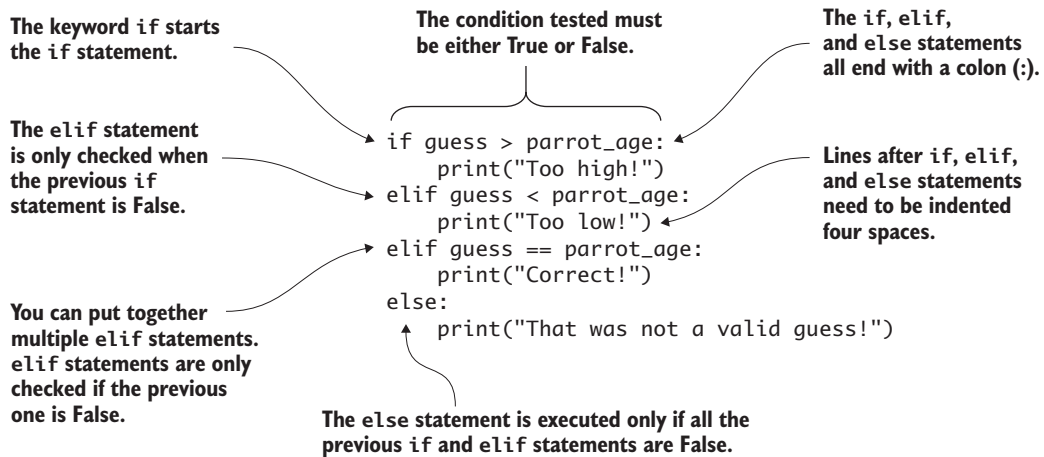 The keyword if starts
the if statement.
The condition tested must
be either True or False.
The if, elif,
and else statements
all end with a colon (:).
The elif statement
is only checked when
the previous if
statement is False.
if guess > parrot_age:
    print("Too high!")
elif guess < parrot_age:
    print("Too low!")
elif guess == parrot_age:
    print("Correct!")
else:
    print("That was not a valid guess!")
Lines after if, elif,
and else statements
need to be indented
four spaces.
You can put together
multiple elif statements.
elif statements are only
checked if the previous
one is False.
The else statement is executed only if all the
previous if and elif statements are False.